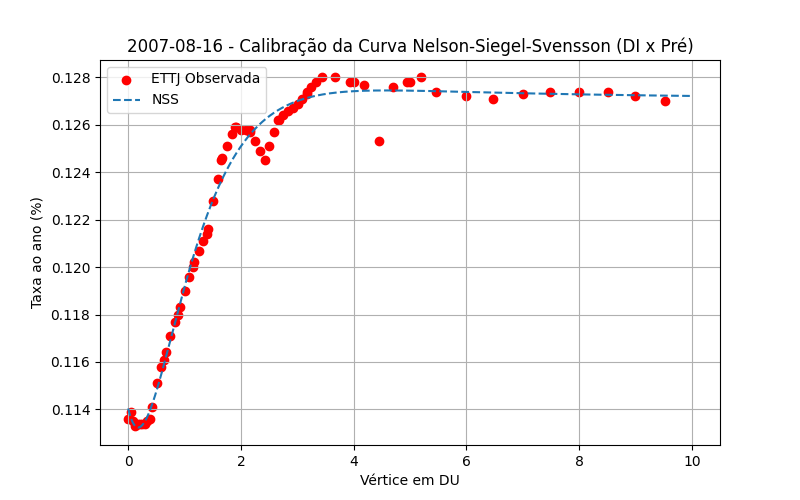 2007-08-16 - Calibração da Curva Nelson-Siegel-Svensson (DI x Pré)
ETTJ Observada
NSS
Taxa ao ano (%)
0.128
0.126
0.124
0.122
0.120
0.118
0.116
0.114
0 2 4 6 8 10
Vértice em DU